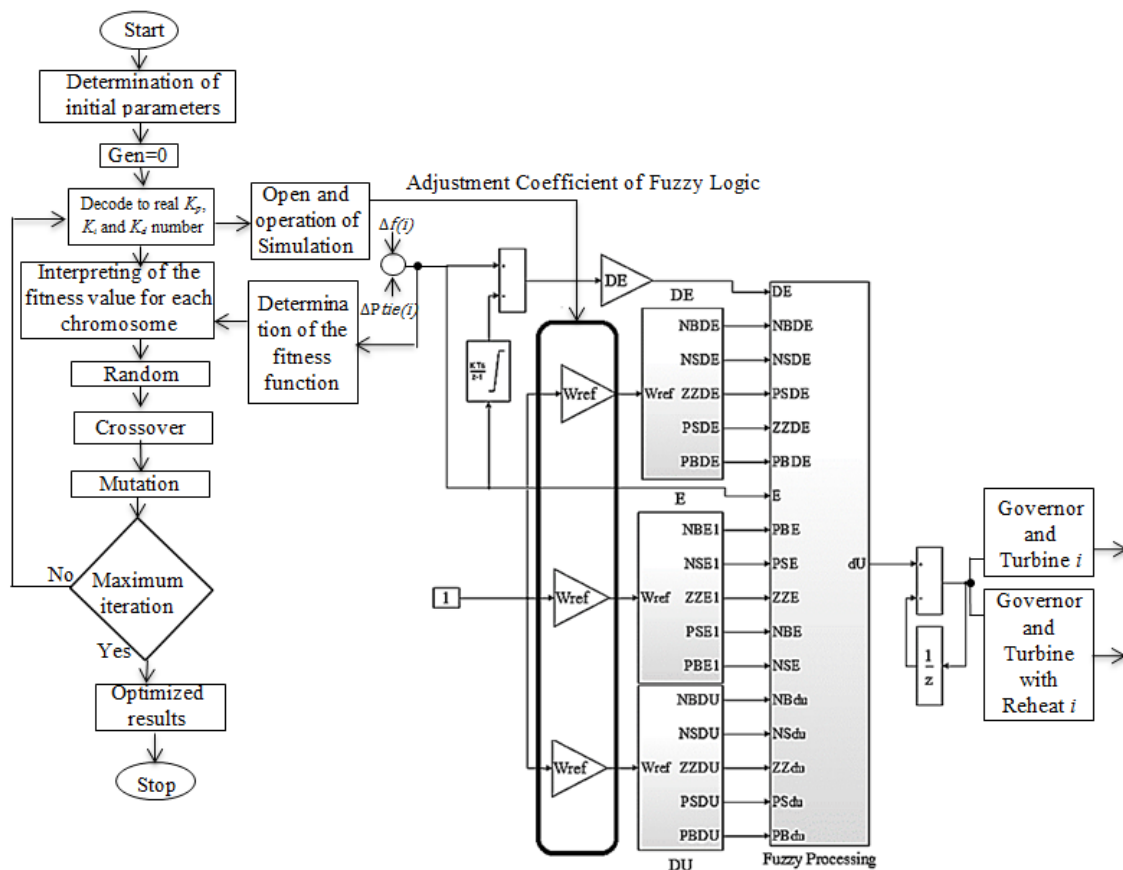 Start
Determination of
initial parameters
Gen=0
Decode to real Kp,
Ki and Kd number
Interpreting of the
fitness value for each
chromosome
Random
Crossover
Mutation
No
Maximum
iteration
Yes
Optimized
results
Stop
Open and
operation of
Simulation
Determina
tion of the
fitness
function
Adjustment Coefficient of Fuzzy Logic
Δf(i)
ΔPtie(i)
KTs
z-1
DE
1
Wref
Wref
Wref
DE
Wref
NBDE
NSDE
ZZDE
PSDE
PBDE
E
Wref
NBE1
NSE1
ZZE1
PSE1
PBE1
Wref
NBDU
NSDU
ZZDU
PSDU
PBDU
DU
DE
NBDE
NSDE
PSDE
ZZDE
PBDE
E
PBE
PSE
ZZE
NBE
NSE
NBdu
NSdu
ZZdu
PSdu
PBdu
dU
Fuzzy Processing
1
z
Governor
and
Turbine i
Governor
and
Turbine
with
Reheat i